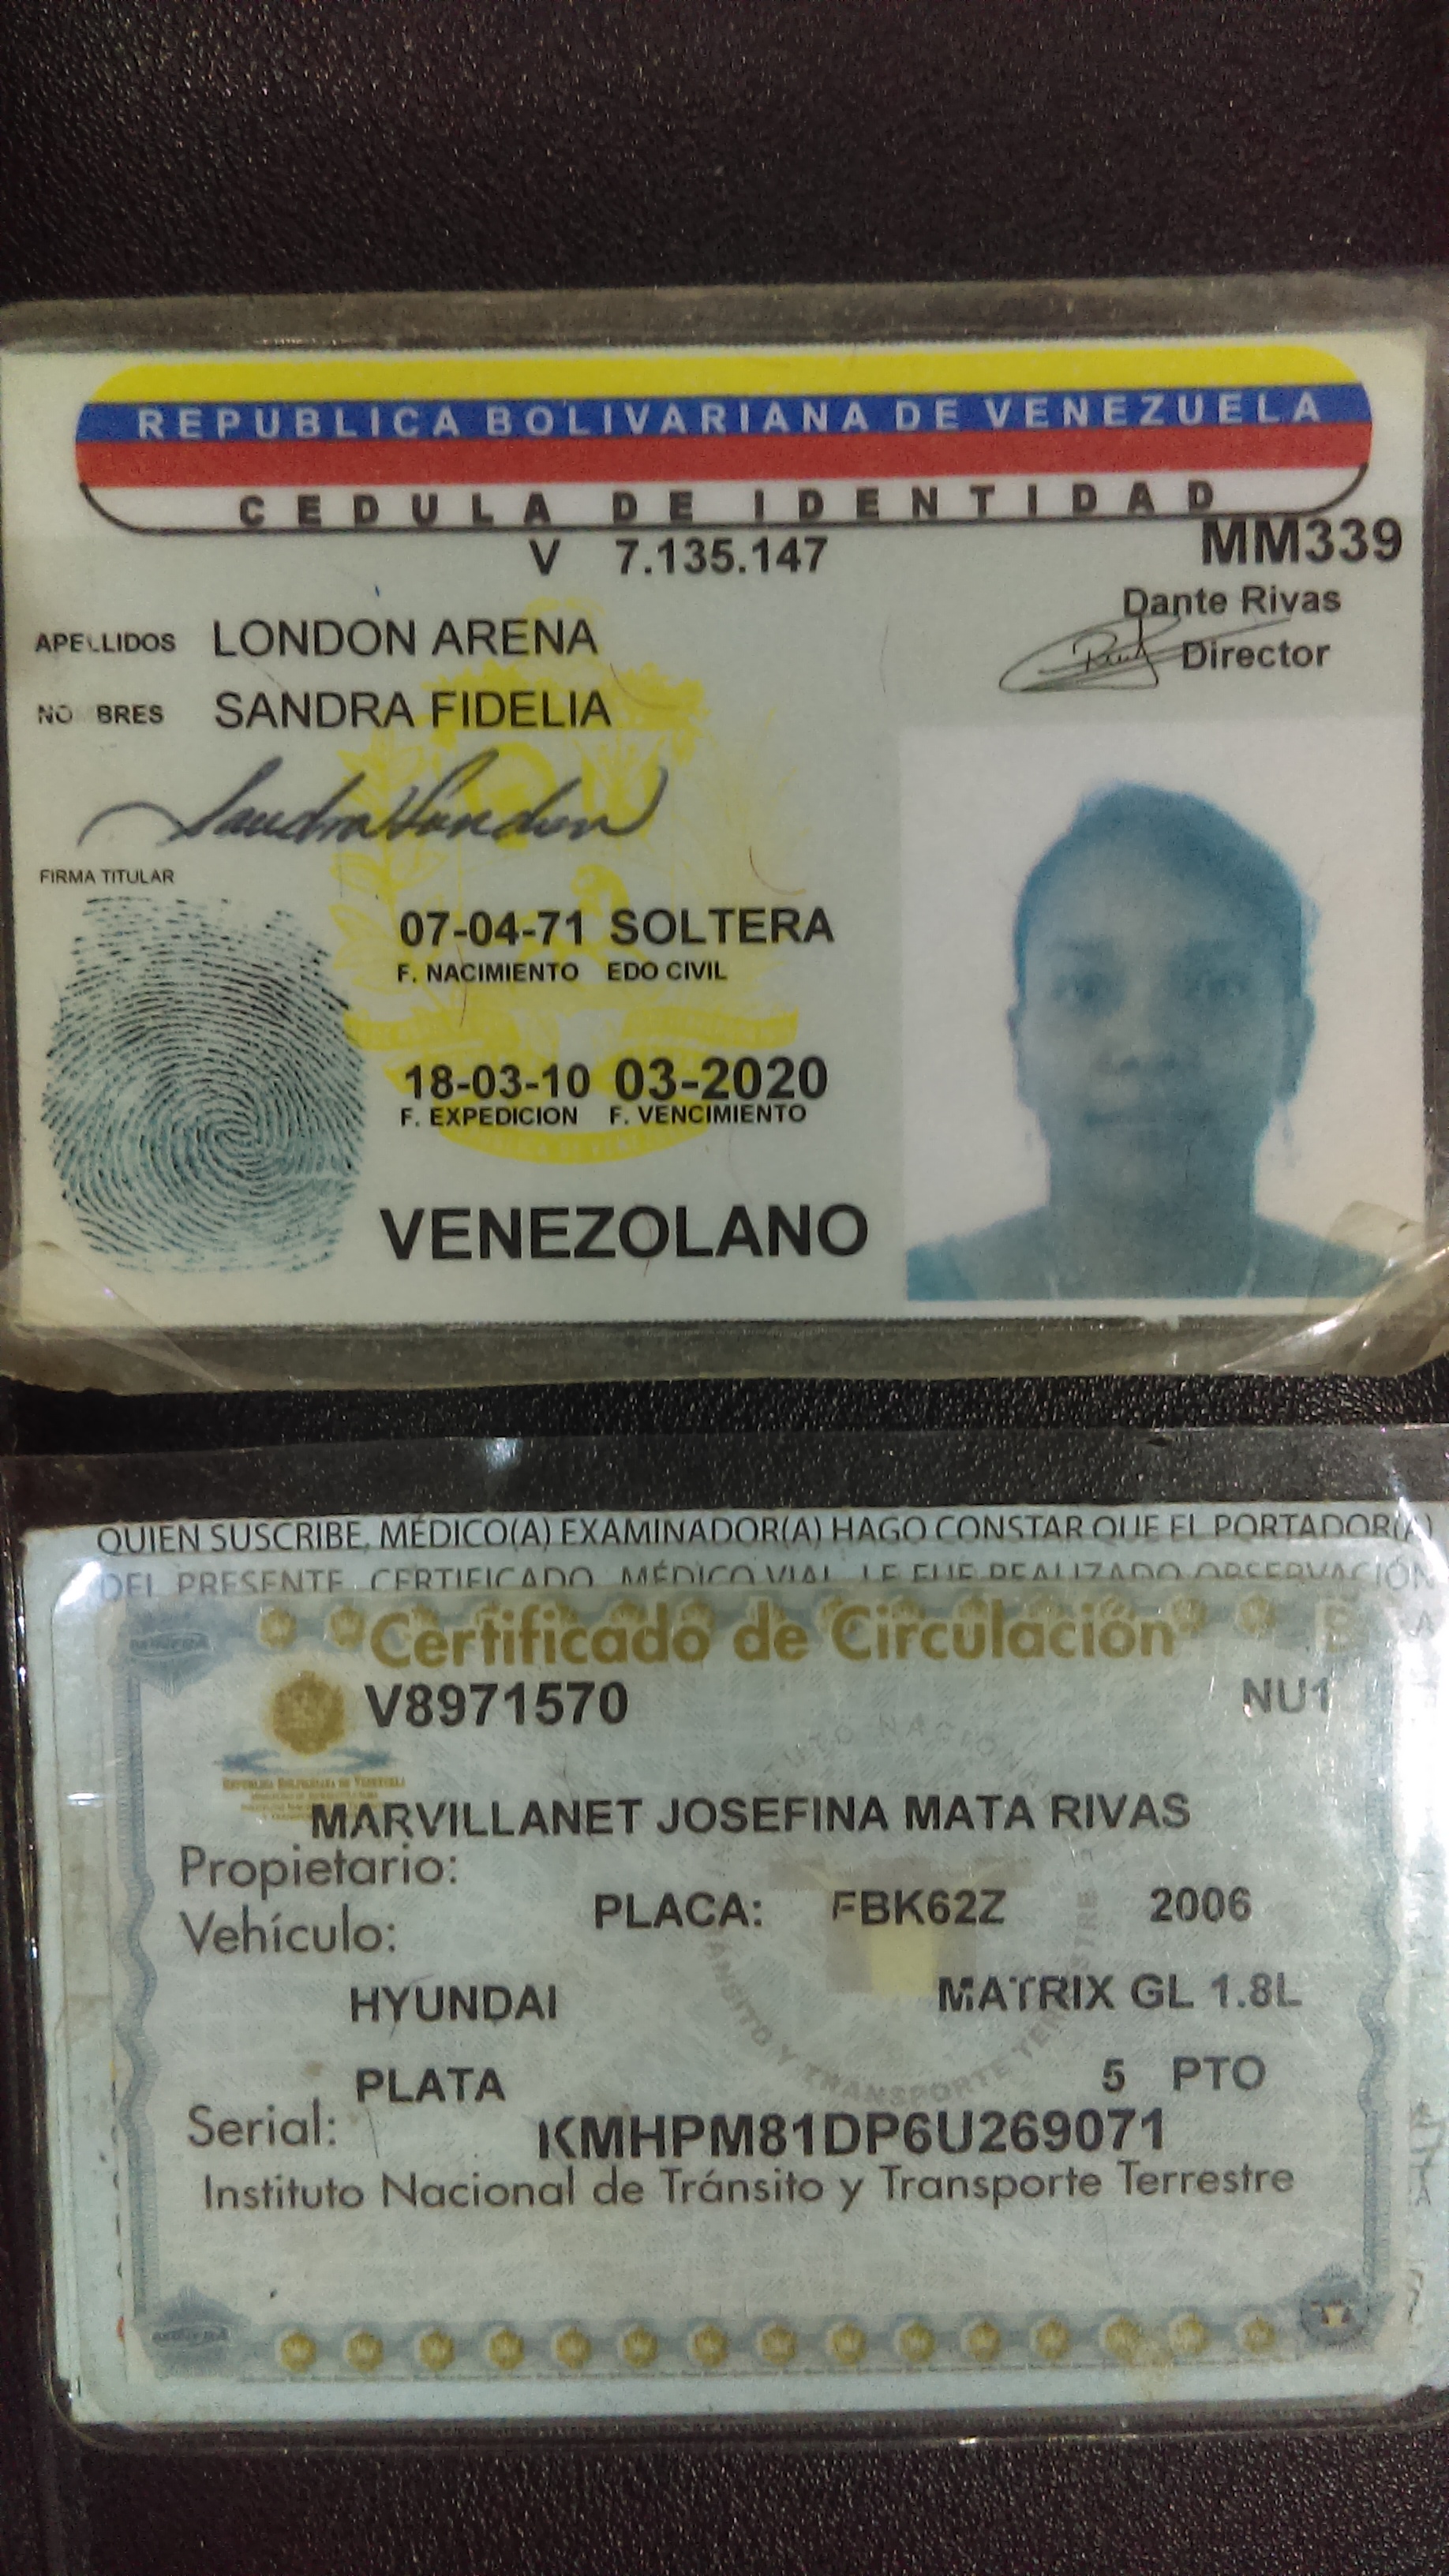 REPUBLICA BOLIVARIANA DE VENEZUELA
CEDULA DE IDENTIDAD
V 7.135.147
MM339
Dante Rivas
Director
APELLIDOS LONDON ARENA
NOMBRES SANDRA FIDELIA
Sandra London
FIRMA TITULAR
07-04-71 SOLTERA
F. NACIMIENTO EDO CIVIL
18-03-10 03-2020
F. EXPEDICION F. VENCIMIENTO
VENEZOLANO
QUIEN SUSCRIBE, MÉDICO(A) EXAMINADOR(A) HAGO CONSTAR QUE EL PORTADOR(A)
DEL PRESENTE CERTIFICADO MÉDICO VIAL LE FUE REALIZADO OBSERVACIÓN
Certificado de Circulación
V8971570 NU1
REPÚBLICA BOLIVARIANA DE VENEZUELA
MARVILLANET JOSEFINA MATA RIVAS
Propietario:
Vehículo: PLACA: FBK62Z 2006
HYUNDAI MATRIX GL 1.8L
PLATA 5 PTO
Serial: KMHPM81DP6U269071
Instituto Nacional de Tránsito y Transporte Terrestre